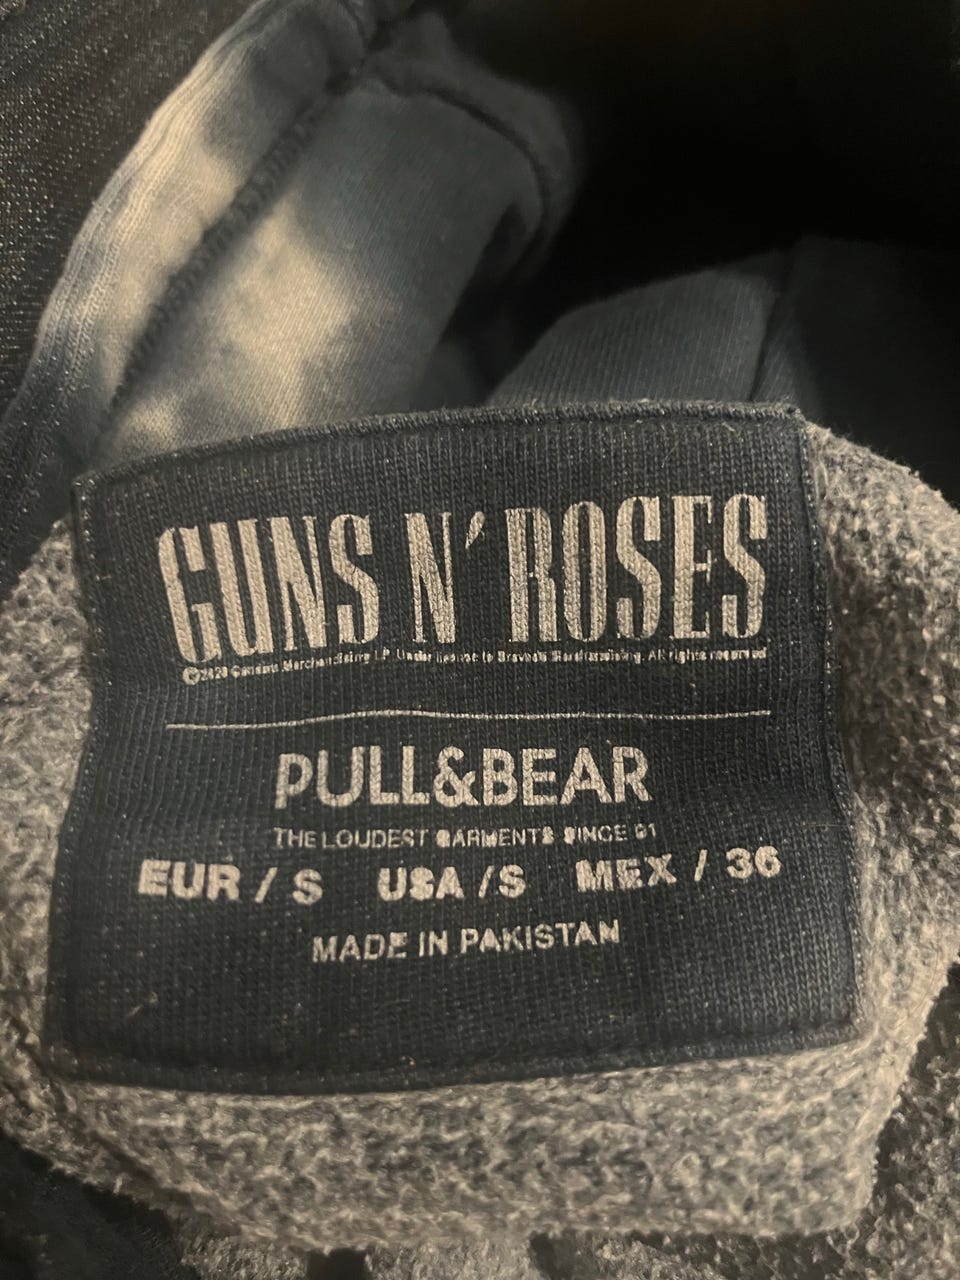 GUNS N' ROSES
Merchandising LP. Under license to Bravado Merchandising. All rights reserved
PULL&BEAR
THE LOUDEST GARMENTS SINCE 91
EUR / S USA / S MEX / 36
MADE IN PAKISTAN